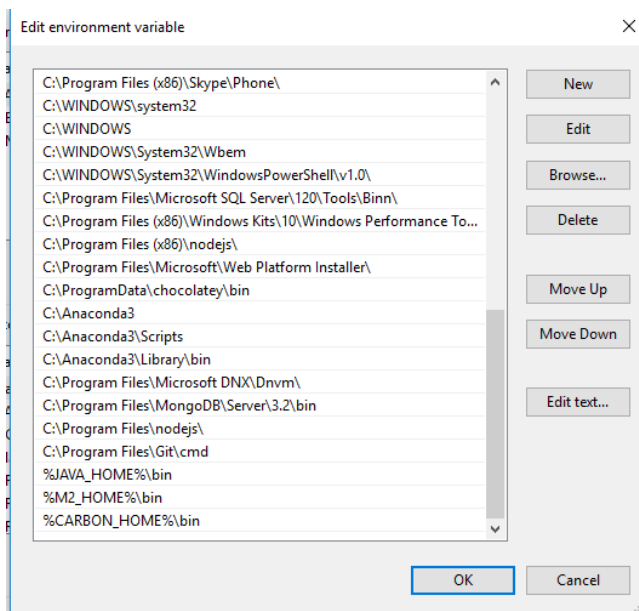 Edit environment variable
C:\Program Files (x86)\Skype\Phone\
C:\WINDOWS\system32
C:\WINDOWS
C:\WINDOWS\System32\Wbem
C:\WINDOWS\System32\WindowsPowerShell\v1.0\
C:\Program Files\Microsoft SQL Server\120\Tools\Binn\
C:\Program Files (x86)\Windows Kits\10\Windows Performance To...
C:\Program Files (x86)\nodejs\
C:\Program Files\Microsoft\Web Platform Installer\
C:\ProgramData\chocolatey\bin
C:\Anaconda3
C:\Anaconda3\Scripts
C:\Anaconda3\Library\bin
C:\Program Files\Microsoft DNX\Dnvm\
C:\Program Files\MongoDB\Server\3.2\bin
C:\Program Files\nodejs\
C:\Program Files\Git\cmd
%JAVA_HOME%\bin
%M2_HOME%\bin
%CARBON_HOME%\bin
New
Edit
Browse...
Delete
Move Up
Move Down
Edit text...
OK
Cancel